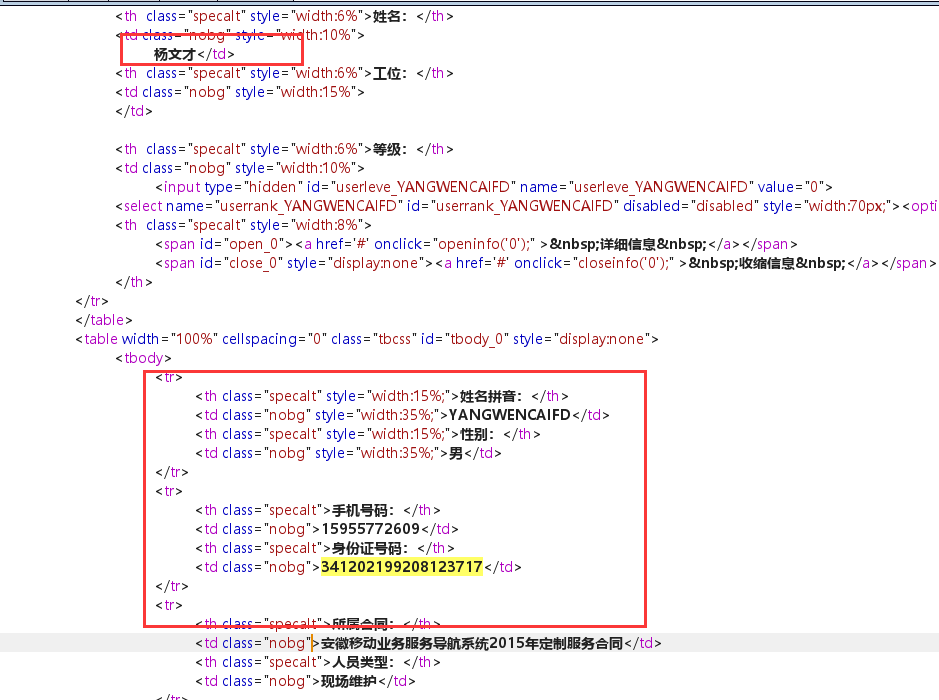 <th class="specalt" style="width:6%">姓名：</th>
<td class="nobg" style="width:10%">
杨文才</td>
<th class="specalt" style="width:6%">工位：</th>
<td class="nobg" style="width:15%">
</td>
<th class="specalt" style="width:6%">等级：</th>
<td class="nobg" style="width:10%">
<input type="hidden" id="userleve_YANGWENCAIFD" name="userleve_YANGWENCAIFD" value="0">
<select name="userrank_YANGWENCAIFD" id="userrank_YANGWENCAIFD" disabled="disabled" style="width:70px;"><opti
<th class="specalt" style="width:8%">
<span id="open_0"><a href='#' onclick="openinfo('0');" >&nbsp;详细信息&nbsp;</a></span>
<span id="close_0" style="display:none"><a href='#' onclick="closeinfo('0');" >&nbsp;收缩信息&nbsp;</a></span>
</th>
</tr>
</table>
<table width="100%" cellspacing="0" class="tbcss" id="tbody_0" style="display:none">
<tbody>
<tr>
<th class="specalt" style="width:15%;">姓名拼音：</th>
<td class="nobg" style="width:35%;">YANGWENCAIFD</td>
<th class="specalt" style="width:15%;">性别：</th>
<td class="nobg" style="width:35%;">男</td>
</tr>
<tr>
<th class="specalt">手机号码：</th>
<td class="nobg">15955772609</td>
<th class="specalt">身份证号码：</th>
<td class="nobg">341202199208123717</td>
</tr>
<tr>
<th class="specalt">所属合同：</th>
<td class="nobg">安徽移动业务服务导航系统2015年定制服务合同</td>
<th class="specalt">人员类型：</th>
<td class="nobg">现场维护</td>
</tr>